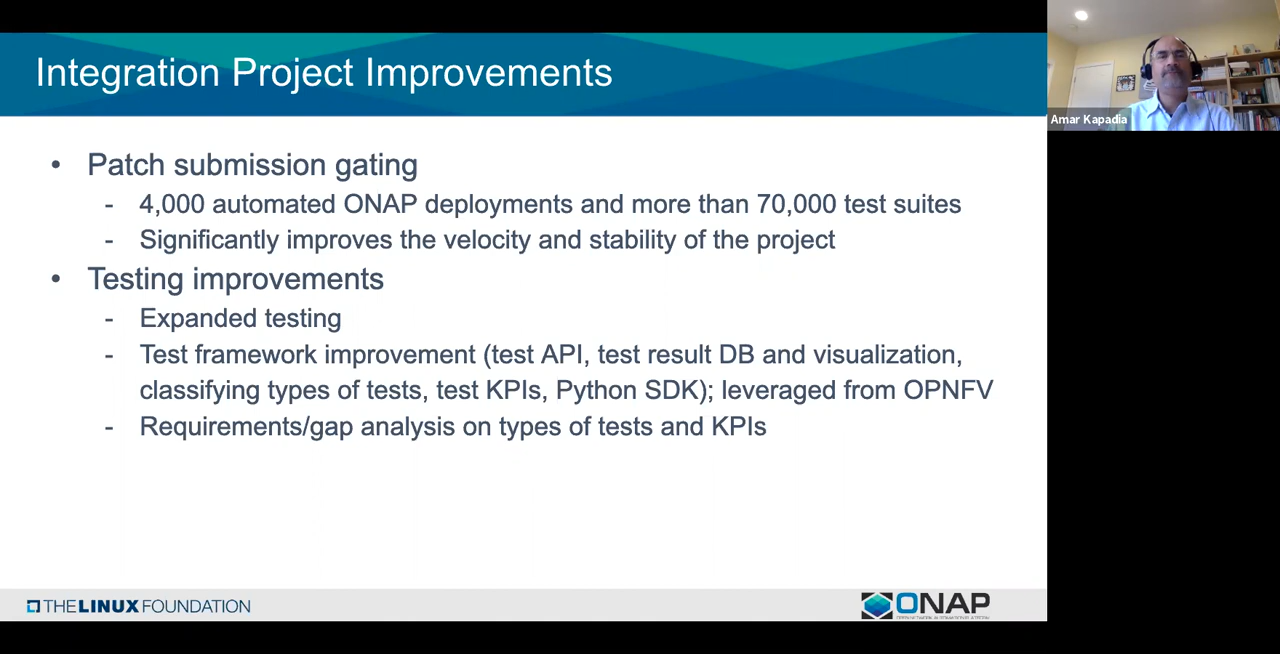 Integration Project Improvements
Amar Kapadia
• Patch submission gating
- 4,000 automated ONAP deployments and more than 70,000 test suites
- Significantly improves the velocity and stability of the project
• Testing improvements
- Expanded testing
- Test framework improvement (test API, test result DB and visualization,
classifying types of tests, test KPIs, Python SDK); leveraged from OPNFV
- Requirements/gap analysis on types of tests and KPIs
THE LINUX FOUNDATION
ONAP